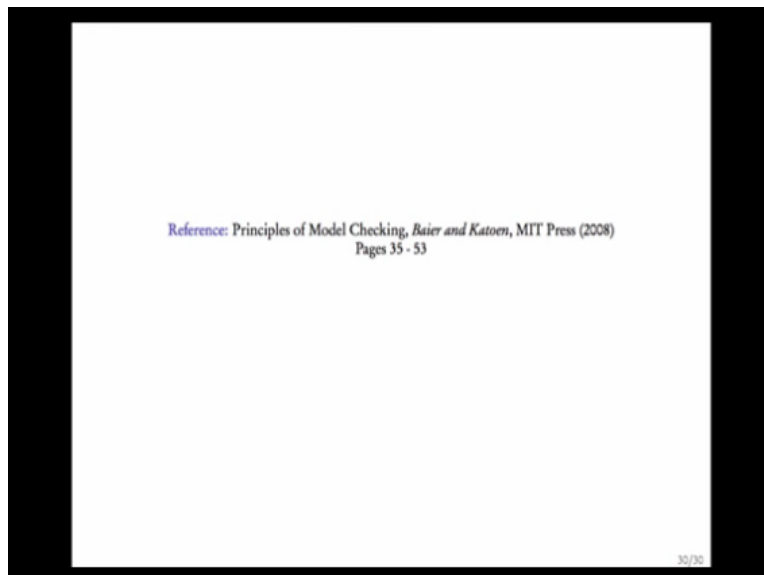 Reference: Principles of Model Checking, Baier and Katoen, MIT Press (2008)
Pages 35 - 53
30/30